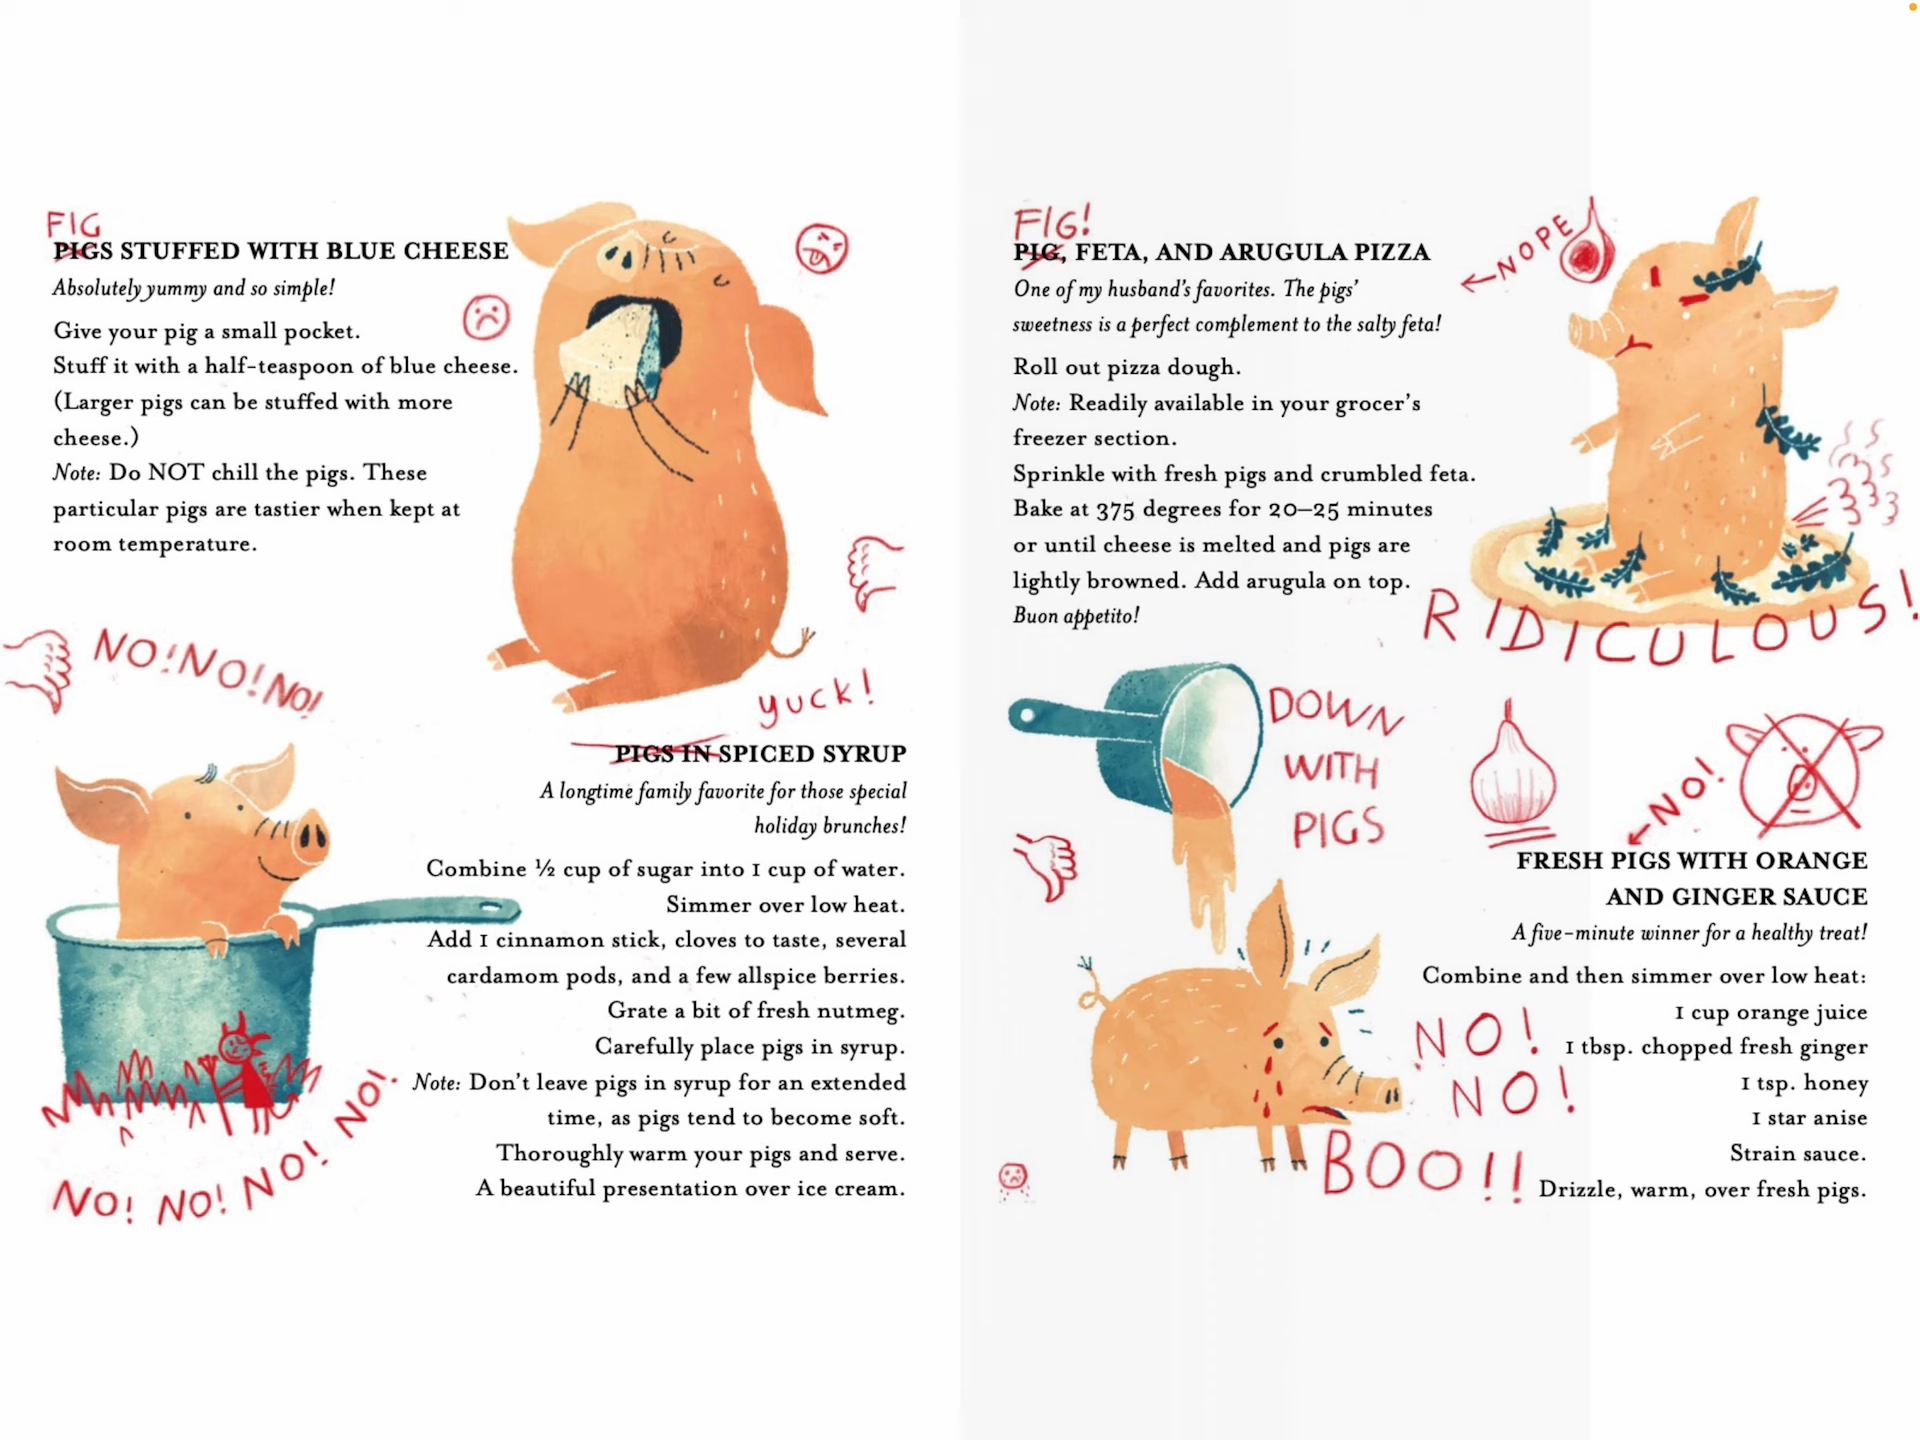 FIG
PIGS STUFFED WITH BLUE CHEESE
Absolutely yummy and so simple!
Give your pig a small pocket.
Stuff it with a half-teaspoon of blue cheese.
(Larger pigs can be stuffed with more
cheese.)
Note: Do NOT chill the pigs. These
particular pigs are tastier when kept at
room temperature.
NO! NO! NO!
yuck!
PIGS IN SPICED SYRUP
A longtime family favorite for those special
holiday brunches!
Combine ½ cup of sugar into 1 cup of water.
Simmer over low heat.
Add 1 cinnamon stick, cloves to taste, several
cardamom pods, and a few allspice berries.
Grate a bit of fresh nutmeg.
Carefully place pigs in syrup.
Note: Don't leave pigs in syrup for an extended
time, as pigs tend to become soft.
Thoroughly warm your pigs and serve.
A beautiful presentation over ice cream.
NO! NO! NO! NO!
FIG!
PIG, FETA, AND ARUGULA PIZZA
One of my husband's favorites. The pigs'
sweetness is a perfect complement to the salty feta!
Roll out pizza dough.
Note: Readily available in your grocer's
freezer section.
Sprinkle with fresh pigs and crumbled feta.
Bake at 375 degrees for 20–25 minutes
or until cheese is melted and pigs are
lightly browned. Add arugula on top.
Buon appetito!
NOPE
RIDICULOUS!
DOWN
WITH
PIGS
NO!
FRESH PIGS WITH ORANGE
AND GINGER SAUCE
A five-minute winner for a healthy treat!
Combine and then simmer over low heat:
1 cup orange juice
1 tbsp. chopped fresh ginger
1 tsp. honey
1 star anise
Strain sauce.
Drizzle, warm, over fresh pigs.
NO!
NO!
BOO!!